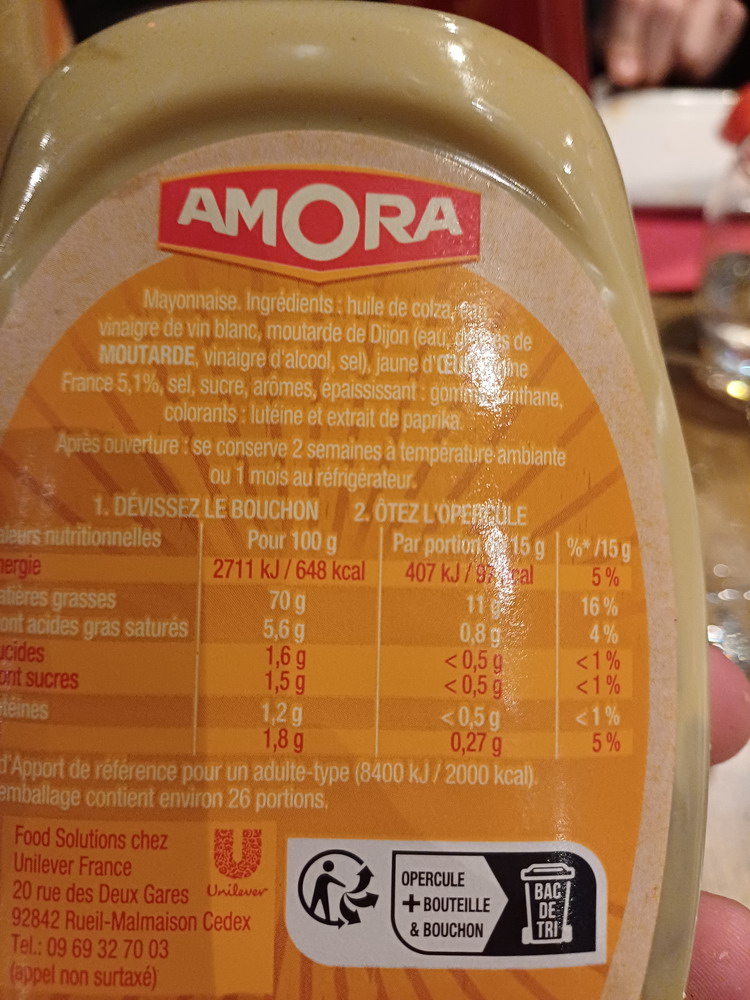 AMORA
Mayonnaise. Ingrédients : huile de colza,
vinaigre de vin blanc, moutarde de Dijon (eau, de
MOUTARDE, vinaigre d'alcool, sel), jaune
France 5,1%, sel, sucre, arômes, épaississant :
colorants : lutéine et extrait de paprika.
Après ouverture : se conserve 2 semaines à température ambiante
ou 1 mois au réfrigérateur.
1. DÉVISSEZ LE BOUCHON 2. ÔTEZ L'OPERCULE
aleurs nutritionnelles Pour 100 g Par portion 15 g %* /15 g
nergie 2711 kJ / 648 kcal 407 kJ / 5 %
atières grasses 70 g 11 g 16 %
ont acides gras saturés 5,6 g 0,8 g 4 %
ucides 1,6 g < 0,5 g < 1 %
ont sucres 1,5 g < 0,5 g < 1 %
téines 1,2 g < 0,5 g < 1 %
1,8 g 0,27 g 5 %
d'Apport de référence pour un adulte-type (8400 kJ / 2000 kcal).
emballage contient environ 26 portions.
Food Solutions chez
Unilever France
20 rue des Deux Gares
92842 Rueil-Malmaison Cedex
Tel.: 09 69 32 70 03
(appel non surtaxé)
Unilever
OPERCULE
+ BOUTEILLE
& BOUCHON
BAC
DE
TRI